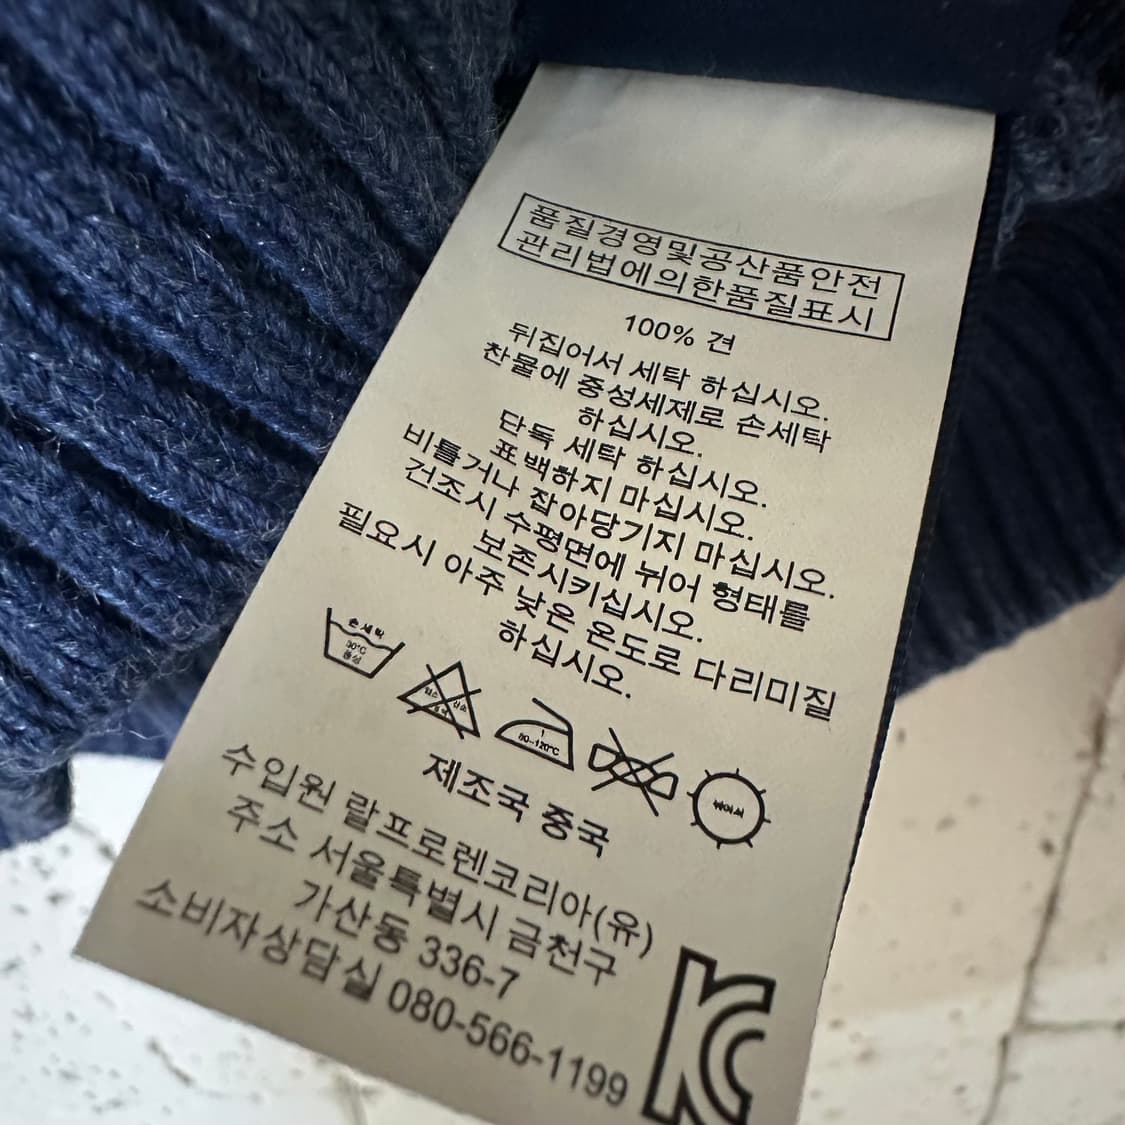 품질경영및공산품안전
관리법에의한품질표시
100% 견
뒤집어서 세탁 하십시오.
찬물에 중성세제로 손세탁
하십시오.
단독 세탁 하십시오.
표백하지 마십시오.
비틀거나 잡아당기지 마십시오.
건조시 수평면에 뉘어 형태를
보존시키십시오.
필요시 아주 낮은 온도로 다리미질
하십시오.
손세탁
30°C
중성
염소 산소
표백
80~120°C
뉘어서
제조국 중국
수입원 랄프로렌코리아(유)
주소 서울특별시 금천구
가산동 336-7
소비자상담실 080-566-1199
KC